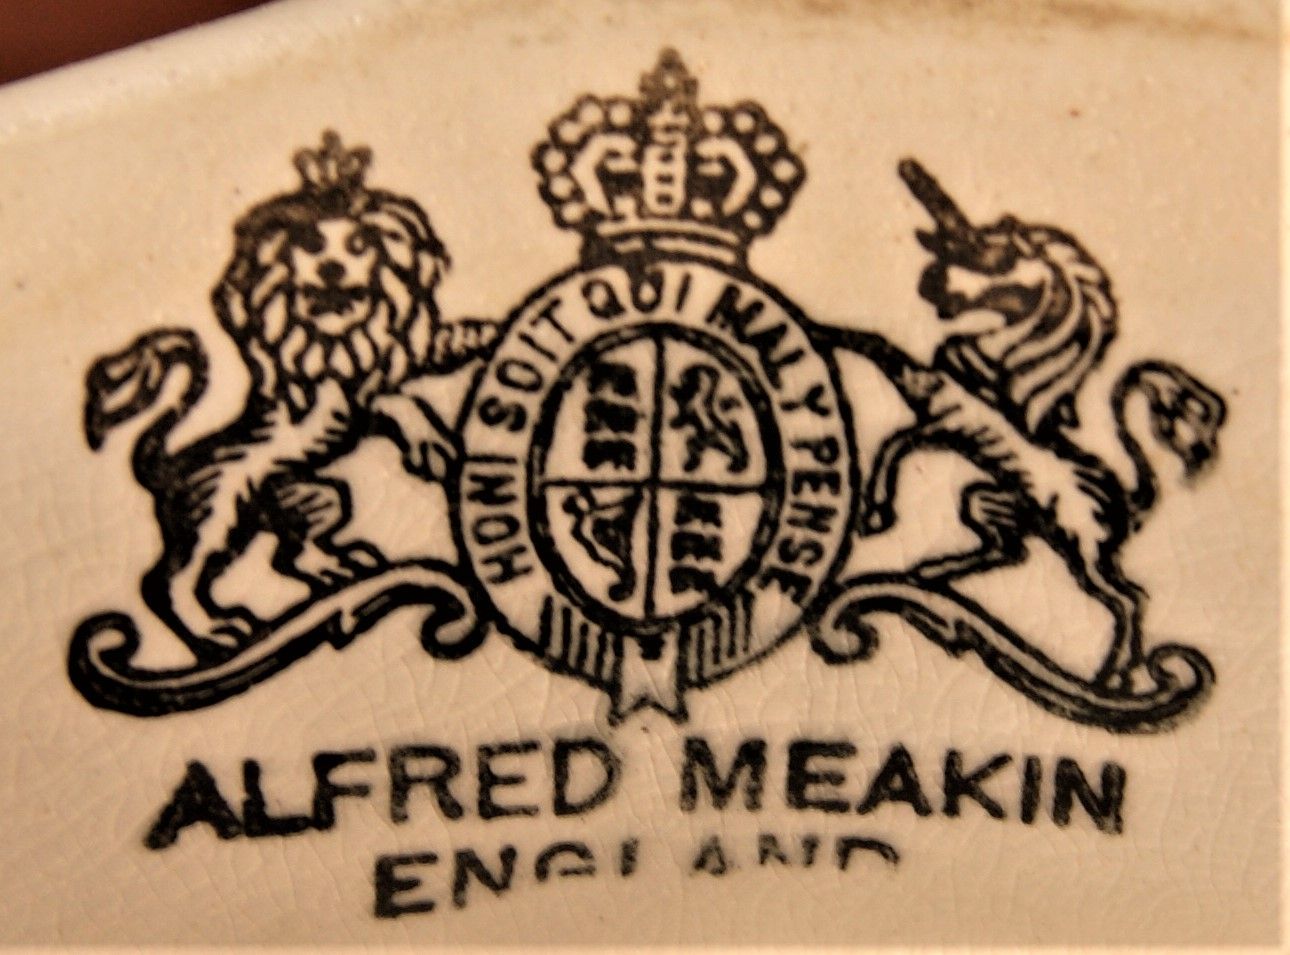 HONI SOIT QUI MAL Y PENSE
ALFRED MEAKIN
ENGLAND